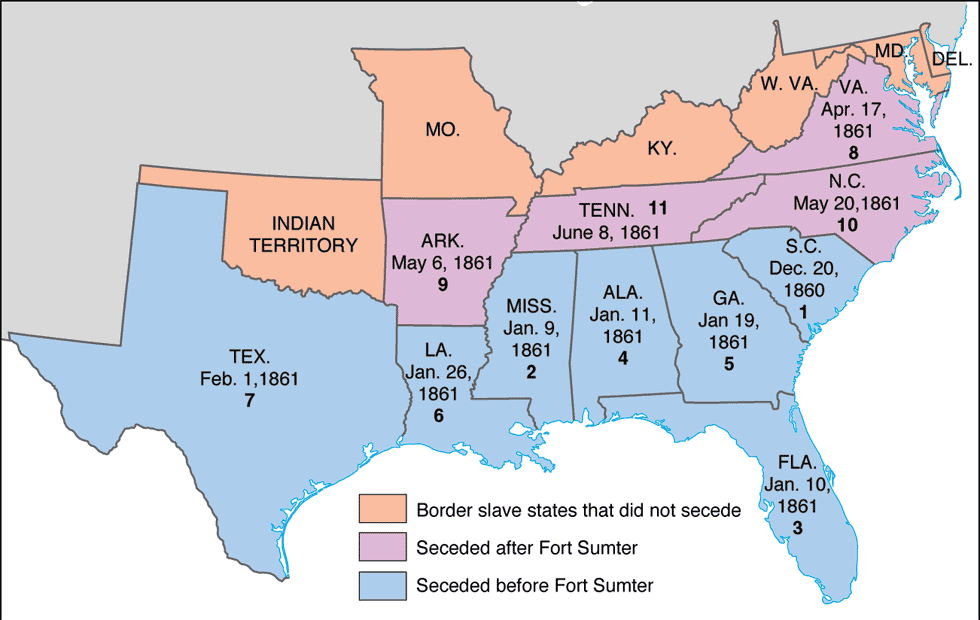 MD.
DEL.
W. VA.
VA.
Apr. 17,
1861
8
MO.
KY.
N.C.
May 20,1861
10
TENN. 11
June 8, 1861
INDIAN
TERRITORY
ARK.
May 6, 1861
9
S.C.
Dec. 20,
1860
1
MISS.
Jan. 9,
1861
2
ALA.
Jan. 11,
1861
4
GA.
Jan 19,
1861
5
TEX.
Feb. 1,1861
7
LA.
Jan. 26,
1861
6
FLA.
Jan. 10,
1861
3
Border slave states that did not secede
Seceded after Fort Sumter
Seceded before Fort Sumter